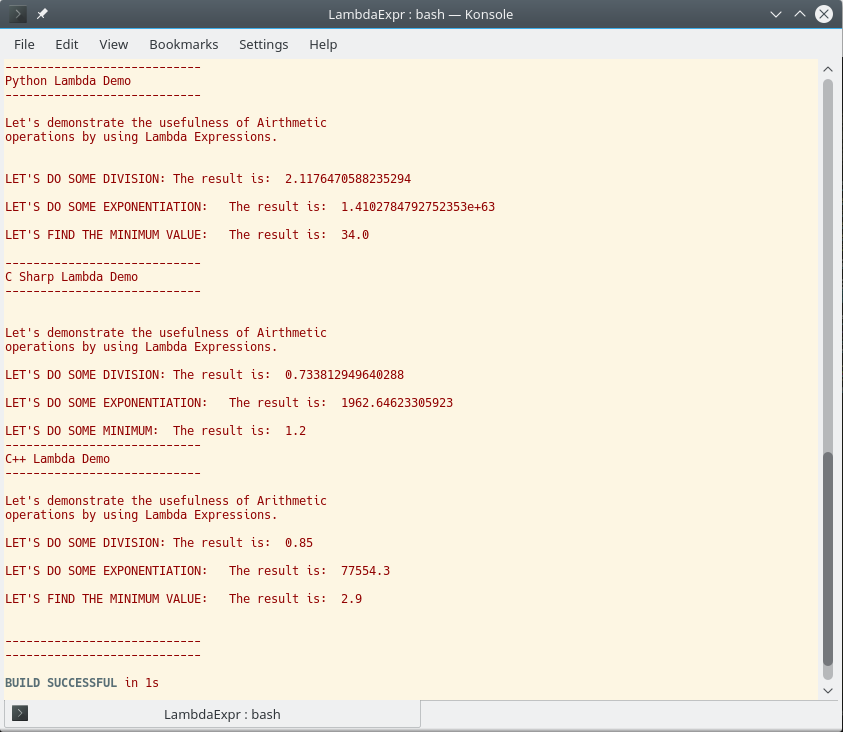 LambdaExpr : bash — Konsole
File Edit View Bookmarks Settings Help
----------------------------
Python Lambda Demo
----------------------------
Let's demonstrate the usefulness of Airthmetic
operations by using Lambda Expressions.
LET'S DO SOME DIVISION: The result is: 2.1176470588235294
LET'S DO SOME EXPONENTIATION: The result is: 1.4102784792752353e+63
LET'S FIND THE MINIMUM VALUE: The result is: 34.0
----------------------------
C Sharp Lambda Demo
----------------------------
Let's demonstrate the usefulness of Airthmetic
operations by using Lambda Expressions.
LET'S DO SOME DIVISION: The result is: 0.733812949640288
LET'S DO SOME EXPONENTIATION: The result is: 1962.64623305923
LET'S DO SOME MINIMUM: The result is: 1.2
----------------------------
C++ Lambda Demo
----------------------------
Let's demonstrate the usefulness of Arithmetic
operations by using Lambda Expressions.
LET'S DO SOME DIVISION: The result is: 0.85
LET'S DO SOME EXPONENTIATION: The result is: 77554.3
LET'S FIND THE MINIMUM VALUE: The result is: 2.9
----------------------------
----------------------------
BUILD SUCCESSFUL in 1s
LambdaExpr : bash